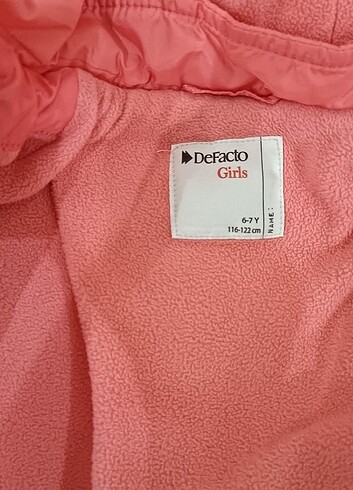 DeFacto
Girls
6-7 Y
116-122 cm
NAME: